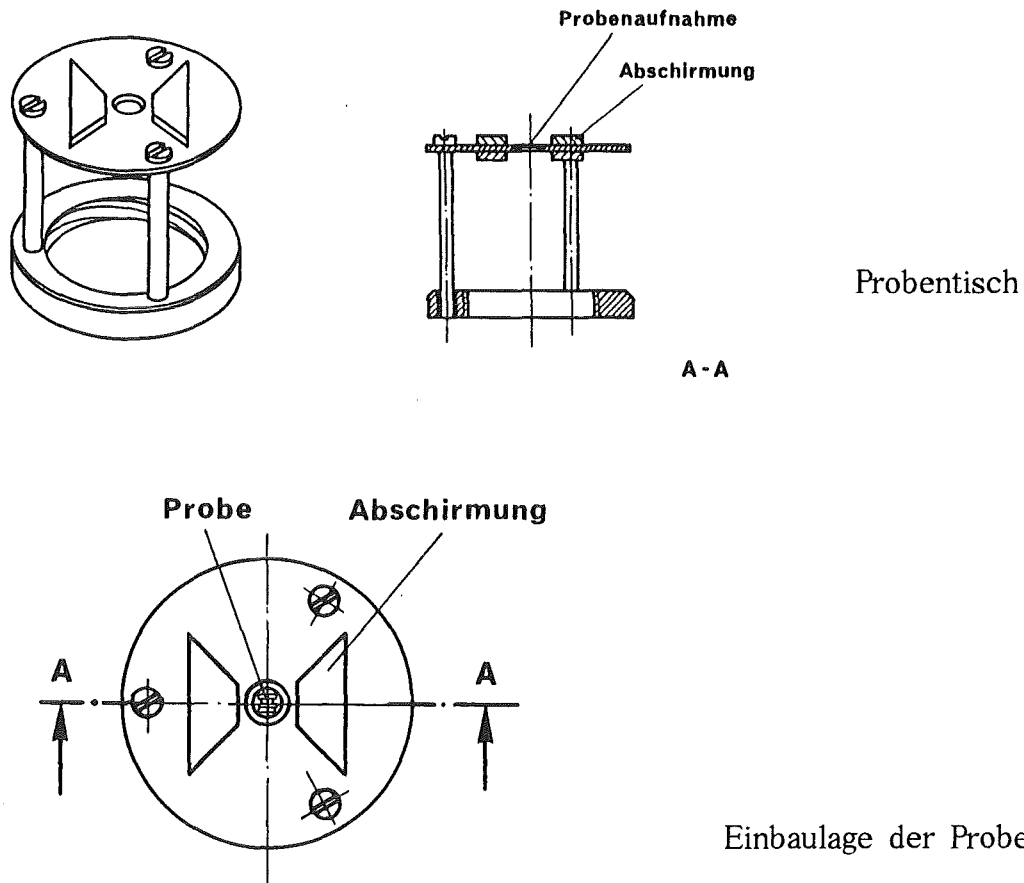 Probenaufnahme
Abschirmung
Probentisch
A-A
Probe
Abschirmung
A
A
Einbaulage der Probe